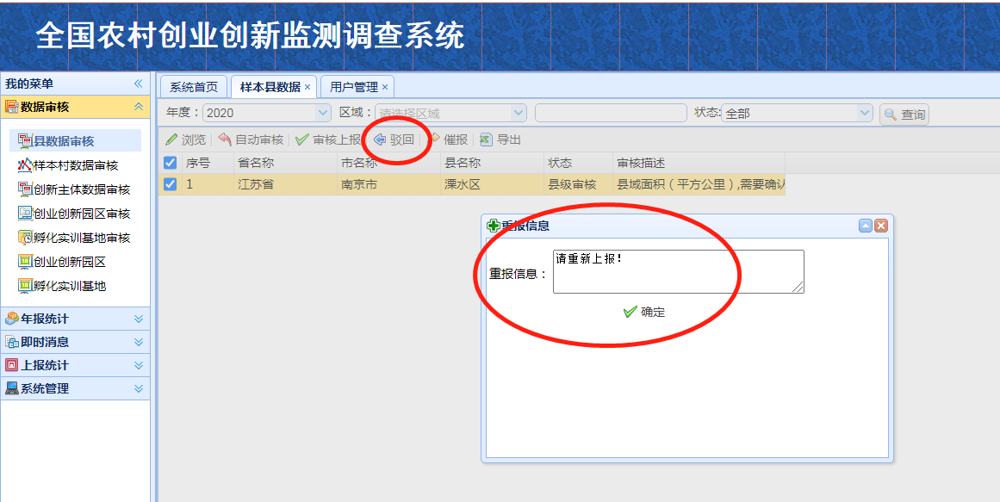 全国农村创业创新监测调查系统
我的菜单
数据审核
县数据审核
样本村数据审核
创新主体数据审核
创业创新园区审核
孵化实训基地审核
创业创新园区
孵化实训基地
年报统计
即时消息
上报统计
系统管理
系统首页 样本县数据 × 用户管理 ×
年度： 2020 区域： 请选择区域 状态: 全部 查询
浏览 自动审核 审核上报 驳回 催报 导出
序号 省名称 市名称 县名称 状态 审核描述
1 江苏省 南京市 溧水区 县级审核 县域面积（平方公里）,需要确认
重报信息
重报信息： 请重新上报!
确定